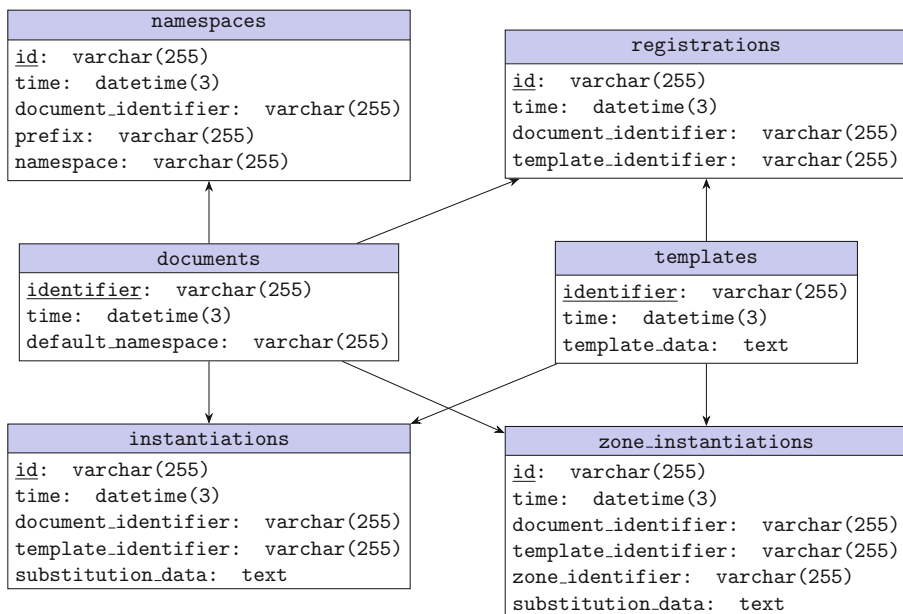 namespaces
id: varchar(255)
time: datetime(3)
document_identifier: varchar(255)
prefix: varchar(255)
namespace: varchar(255)
registrations
id: varchar(255)
time: datetime(3)
document_identifier: varchar(255)
template_identifier: varchar(255)
documents
identifier: varchar(255)
time: datetime(3)
default_namespace: varchar(255)
templates
identifier: varchar(255)
time: datetime(3)
template_data: text
instantiations
id: varchar(255)
time: datetime(3)
document_identifier: varchar(255)
template_identifier: varchar(255)
substitution_data: text
zone_instantiations
id: varchar(255)
time: datetime(3)
document_identifier: varchar(255)
template_identifier: varchar(255)
zone_identifier: varchar(255)
substitution_data: text